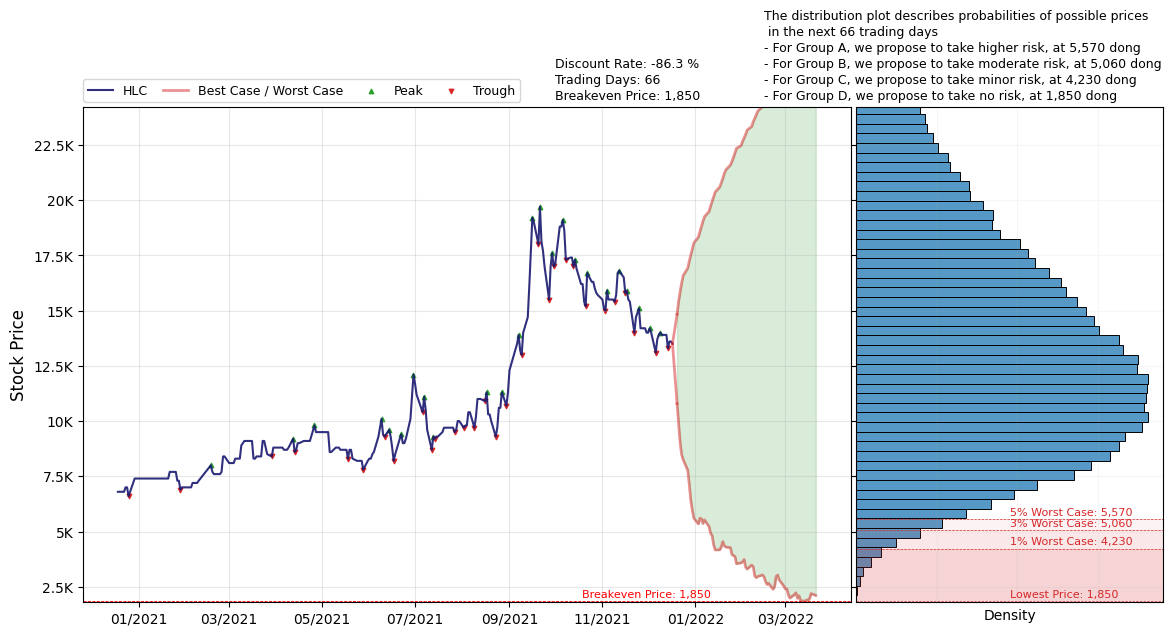 The distribution plot describes probabilities of possible prices
in the next 66 trading days
- For Group A, we propose to take higher risk, at 5,570 dong
- For Group B, we propose to take moderate risk, at 5,060 dong
- For Group C, we propose to take minor risk, at 4,230 dong
- For Group D, we propose to take no risk, at 1,850 dong
Discount Rate: -86.3 %
Trading Days: 66
Breakeven Price: 1,850
HLC
Best Case / Worst Case
Peak
Trough
Stock Price
22.5K
20K
17.5K
15K
12.5K
10K
7.5K
5K
2.5K
Breakeven Price: 1,850
01/2021
03/2021
05/2021
07/2021
09/2021
11/2021
01/2022
03/2022
5% Worst Case: 5,570
3% Worst Case: 5,060
1% Worst Case: 4,230
Lowest Price: 1,850
Density